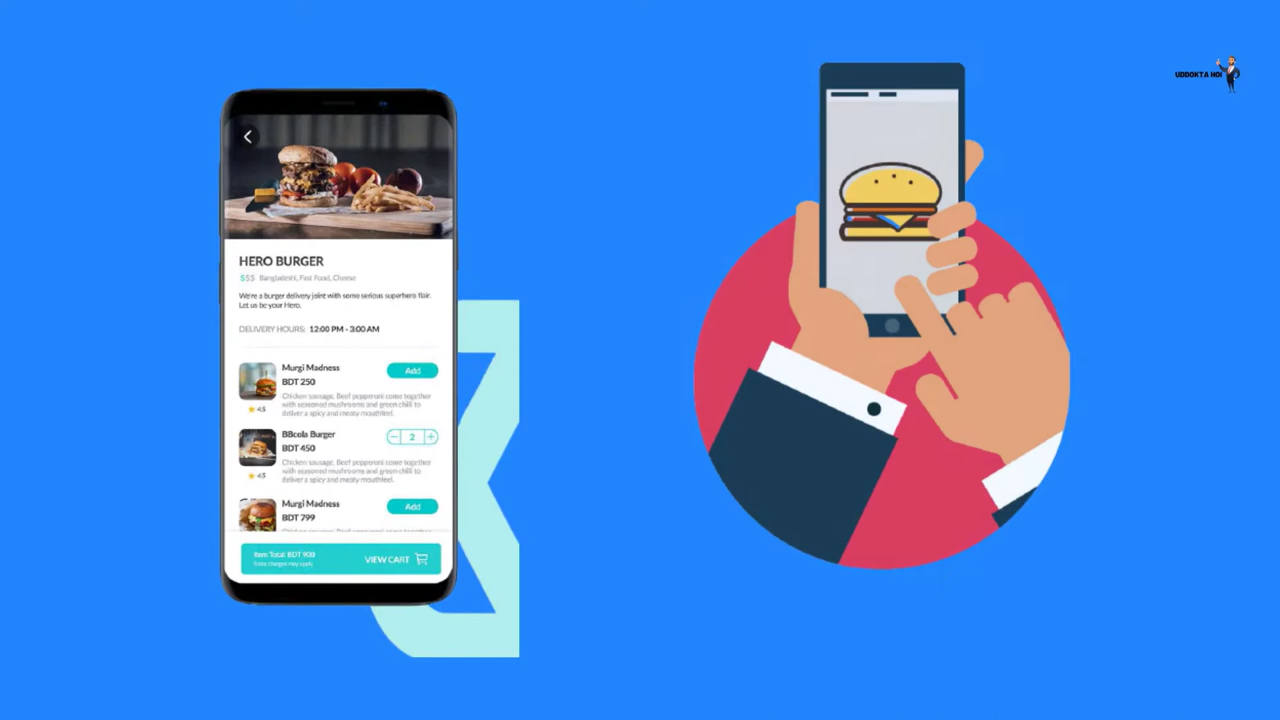 UDDOKTA HOI
HERO BURGER
$$$ Bangladeshi, Fast Food, Cheese
We're a burger delivery joint with some serious superhero flair.
Let us be your Hero.
DELIVERY HOURS: 12:00 PM - 3:00 AM
Murgi Madness
Add
BDT 250
Chicken sausage, Beef pepperoni come together
with seasoned mushrooms and green chilli to
deliver a spicy and meaty mouthfeel.
4.5
BBcola Burger
2
BDT 450
Chicken sausage, Beef pepperoni come together
with seasoned mushrooms and green chilli to
deliver a spicy and meaty mouthfeel.
4.5
Murgi Madness
Add
BDT 799
Item Total: BDT 900
Extra charges may apply
VIEW CART